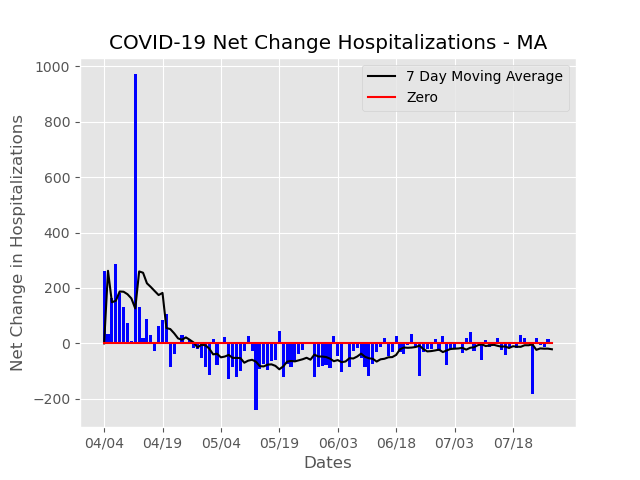 COVID-19 Net Change Hospitalizations - MA
7 Day Moving Average
Zero
Net Change in Hospitalizations
1000
800
600
400
200
0
−200
04/04 04/19 05/04 05/19 06/03 06/18 07/03 07/18
Dates